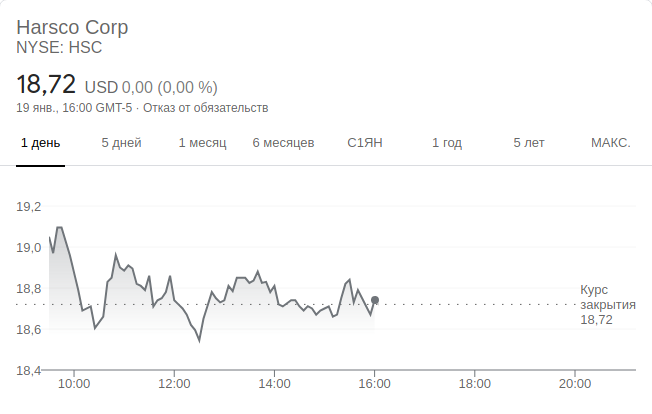 Harsco Corp
NYSE: HSC
18,72 USD 0,00 (0,00 %)
19 янв., 16:00 GMT-5 · Отказ от обязательств
1 день 5 дней 1 месяц 6 месяцев С1ЯН 1 год 5 лет МАКС.
19,2
19,0
18,8
18,6
18,4
Курс
закрытия
18,72
10:00 12:00 14:00 16:00 18:00 20:00